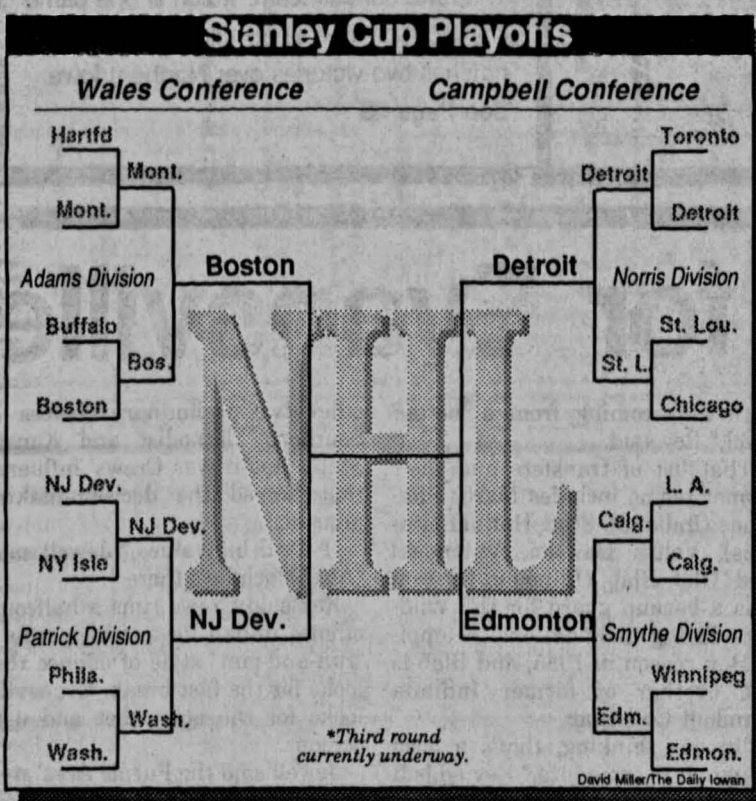 Stanley Cup Playoffs
Wales Conference
Campbell Conference
Hartfd
Mont.
Mont.
Adams Division
Boston
Buffalo
Bos.
Boston
NJ Dev.
NJ Dev.
NY Isle
NJ Dev.
Patrick Division
Phila.
Wash.
Wash.
NHL
*Third round
currently underway.
Toronto
Detroit
Detroit
Detroit
Norris Division
St. Lou.
St. L.
Chicago
L.A.
Calg.
Calg.
Edmonton
Smythe Division
Winnipeg
Edm.
Edmon.
David Miller/The Daily Iowan